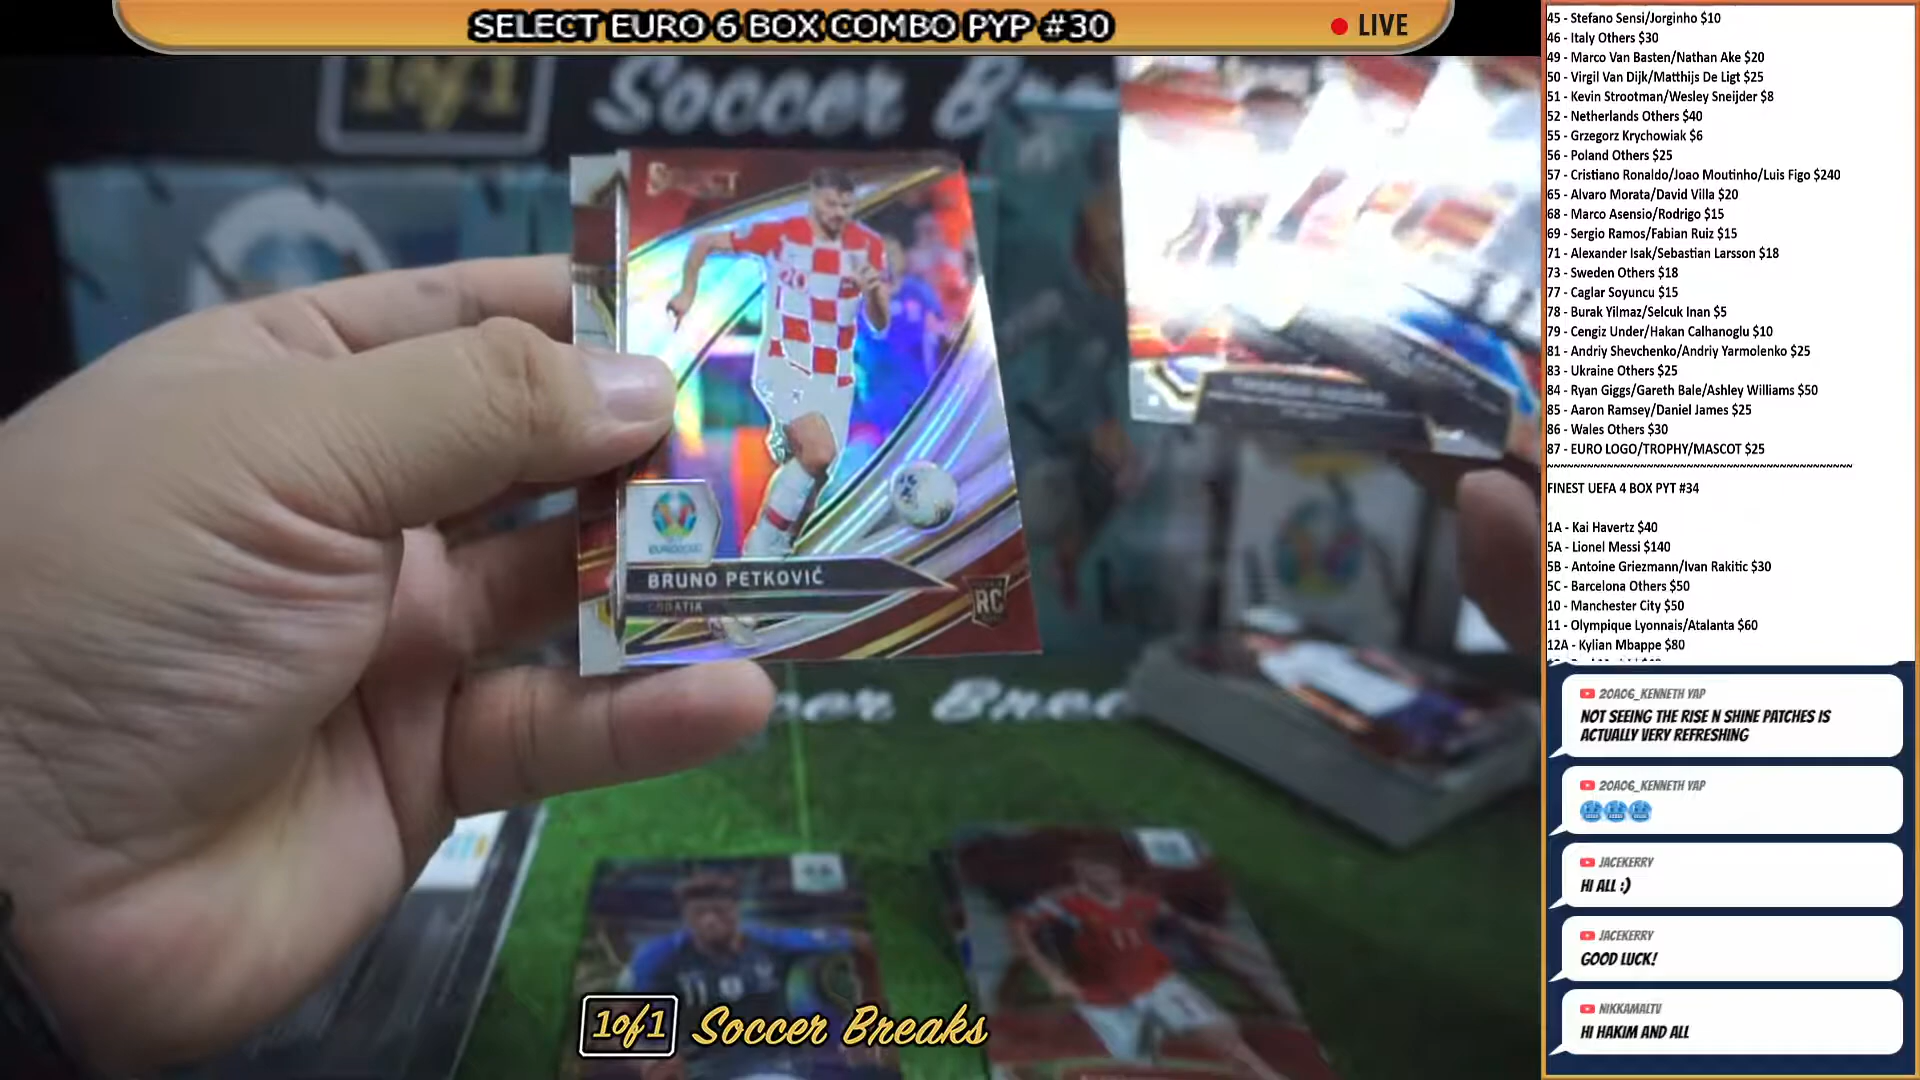 SELECT EURO 6 BOX COMBO PYP #30
LIVE
1of1
Soccer
SELECT
EURO2020
BRUNO PETKOVIĆ
CROATIA
RC
1of1 Soccer Breaks
45 - Stefano Sensi/Jorginho $10
46 - Italy Others $30
49 - Marco Van Basten/Nathan Ake $20
50 - Virgil Van Dijk/Matthijs De Ligt $25
51 - Kevin Strootman/Wesley Sneijder $8
52 - Netherlands Others $40
55 - Grzegorz Krychowiak $6
56 - Poland Others $25
57 - Cristiano Ronaldo/Joao Moutinho/Luis Figo $240
65 - Alvaro Morata/David Villa $20
68 - Marco Asensio/Rodrigo $15
69 - Sergio Ramos/Fabian Ruiz $15
71 - Alexander Isak/Sebastian Larsson $18
73 - Sweden Others $18
77 - Caglar Soyuncu $15
78 - Burak Yilmaz/Selcuk Inan $5
79 - Cengiz Under/Hakan Calhanoglu $10
81 - Andriy Shevchenko/Andriy Yarmolenko $25
83 - Ukraine Others $25
84 - Ryan Giggs/Gareth Bale/Ashley Williams $50
85 - Aaron Ramsey/Daniel James $25
86 - Wales Others $30
87 - EURO LOGO/TROPHY/MASCOT $25
FINEST UEFA 4 BOX PYT #34
1A - Kai Havertz $40
5A - Lionel Messi $140
5B - Antoine Griezmann/Ivan Rakitic $30
5C - Barcelona Others $50
10 - Manchester City $50
11 - Olympique Lyonnais/Atalanta $60
12A - Kylian Mbappe $80
20A06_KENNETH YAP
NOT SEEING THE RISE N SHINE PATCHES IS
ACTUALLY VERY REFRESHING
20A06_KENNETH YAP
JACEKERRY
HI ALL :)
JACEKERRY
GOOD LUCK!
NIKKAMALTV
HI HAKIM AND ALL